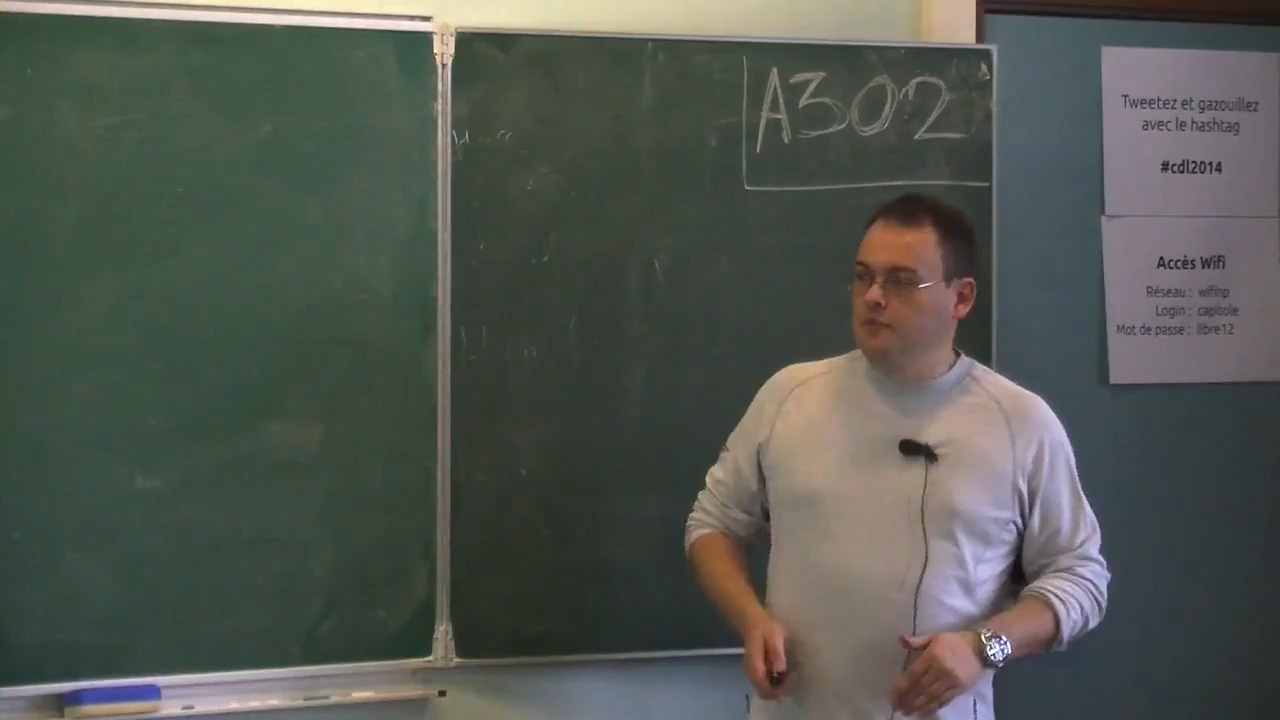 A302
Tweetez et gazouillez
avec le hashtag
#cdl2014
Accès Wifi
Réseau : wifinp
Login : capitole
Mot de passe : libre12